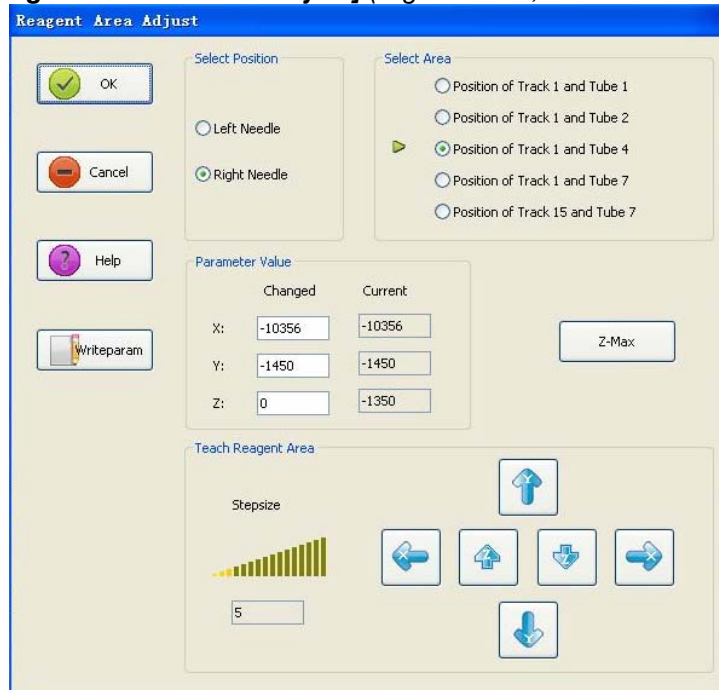 Reagent Area Adjust
OK
Cancel
Help
Writeparam
Select Position
Left Needle
Right Needle
Select Area
Position of Track 1 and Tube 1
Position of Track 1 and Tube 2
Position of Track 1 and Tube 4
Position of Track 1 and Tube 7
Position of Track 15 and Tube 7
Parameter Value
Changed Current
X: -10356 -10356
Y: -1450 -1450
Z: 0 -1350
Z-Max
Teach Reagent Area
Stepsize
5
Y
X Z Z X
Y